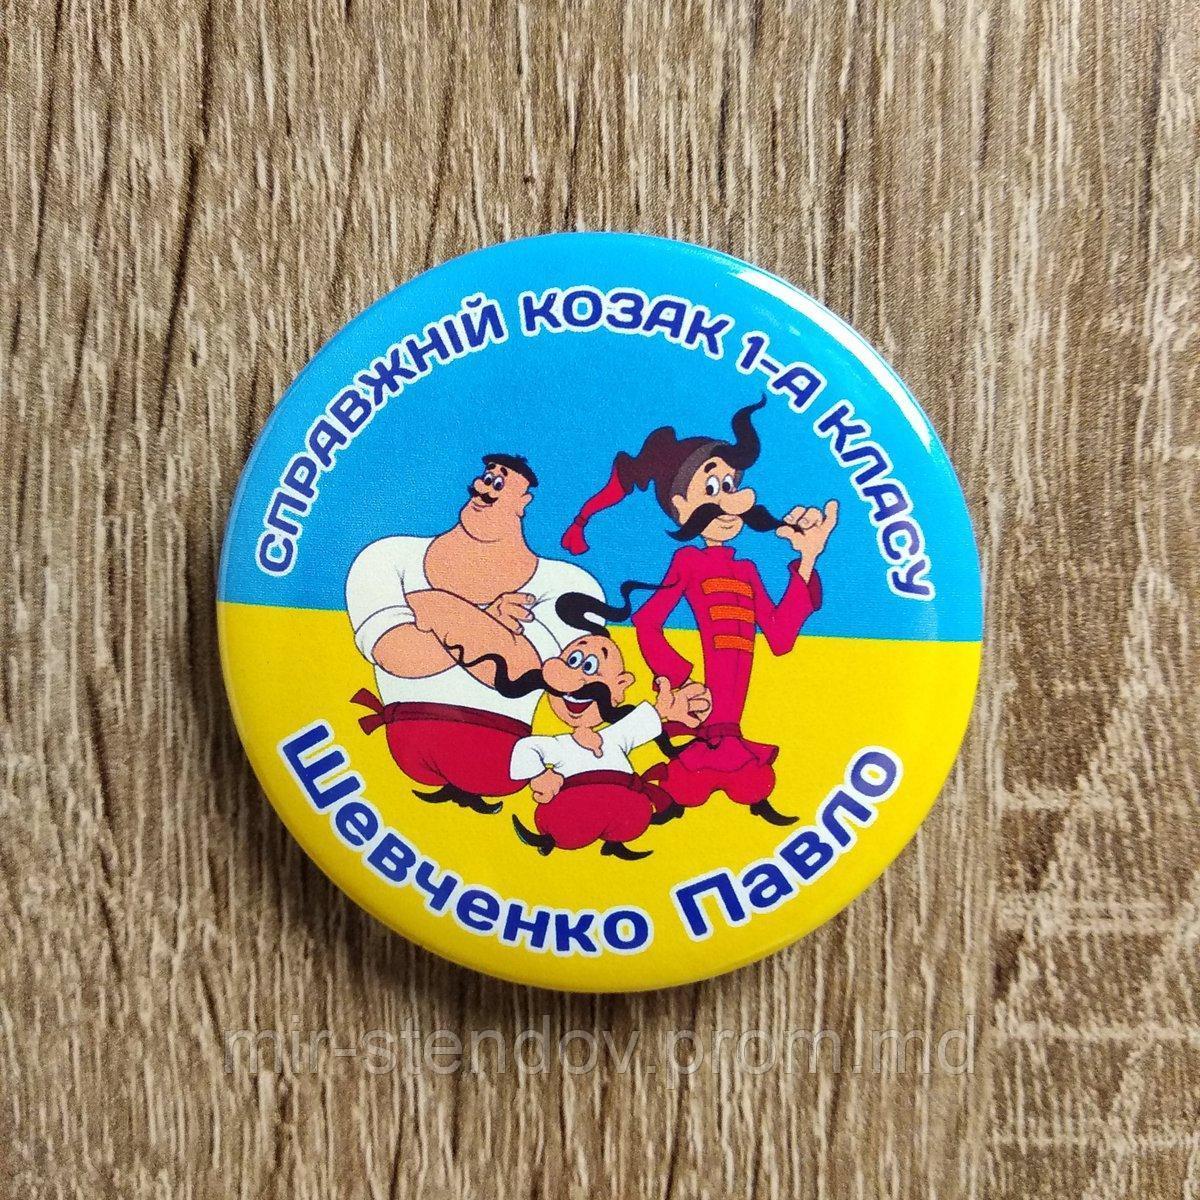 СПРАВЖНІЙ КОЗАК 1-А КЛАСУ
Шевченко Павло
mir-stendov.prom.md